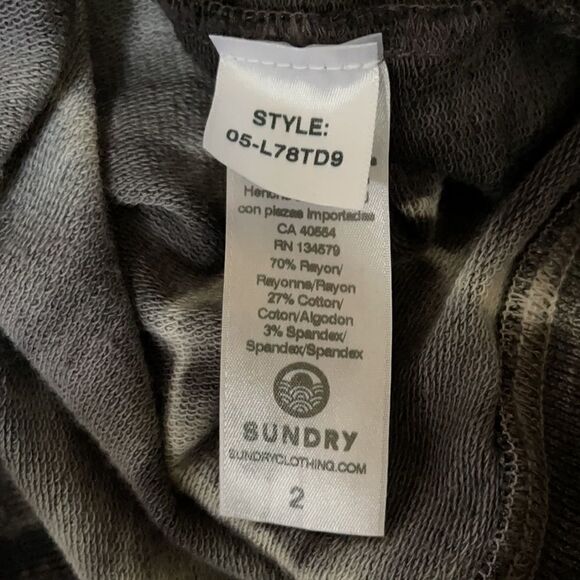 STYLE:
05-L78TD9
con piezas importadas
CA 40554
RN 134579
70% Rayon/
Rayonne/Rayon
27% Cotton/
Coton/Algodon
3% Spandex/
Spandex/Spandex
SUNDRY
SUNDRYCLOTHING.COM
2